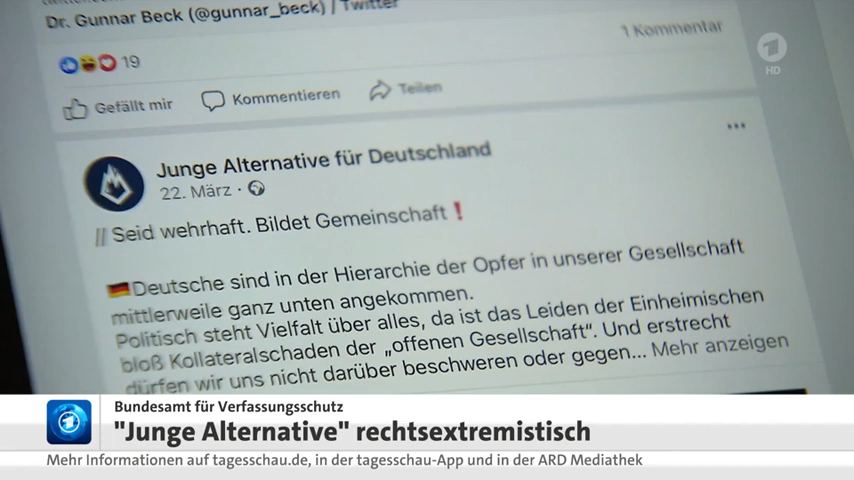 Dr. Gunnar Beck (@gunnar_beck) / Twitter
19
1 Kommentar
1
HD
Gefällt mir
Kommentieren
Teilen
Junge Alternative für Deutschland
22. März ·
// Seid wehrhaft. Bildet Gemeinschaft❗
🇩🇪Deutsche sind in der Hierarchie der Opfer in unserer Gesellschaft
mittlerweile ganz unten angekommen.
Politisch steht Vielfalt über alles, da ist das Leiden der Einheimischen
bloß Kollateralschaden der „offenen Gesellschaft“. Und erstrecht
dürfen wir uns nicht darüber beschweren oder gegen... Mehr anzeigen
Bundesamt für Verfassungsschutz
"Junge Alternative" rechtsextremistisch
Mehr Informationen auf tagesschau.de, in der tagesschau-App und in der ARD Mediathek